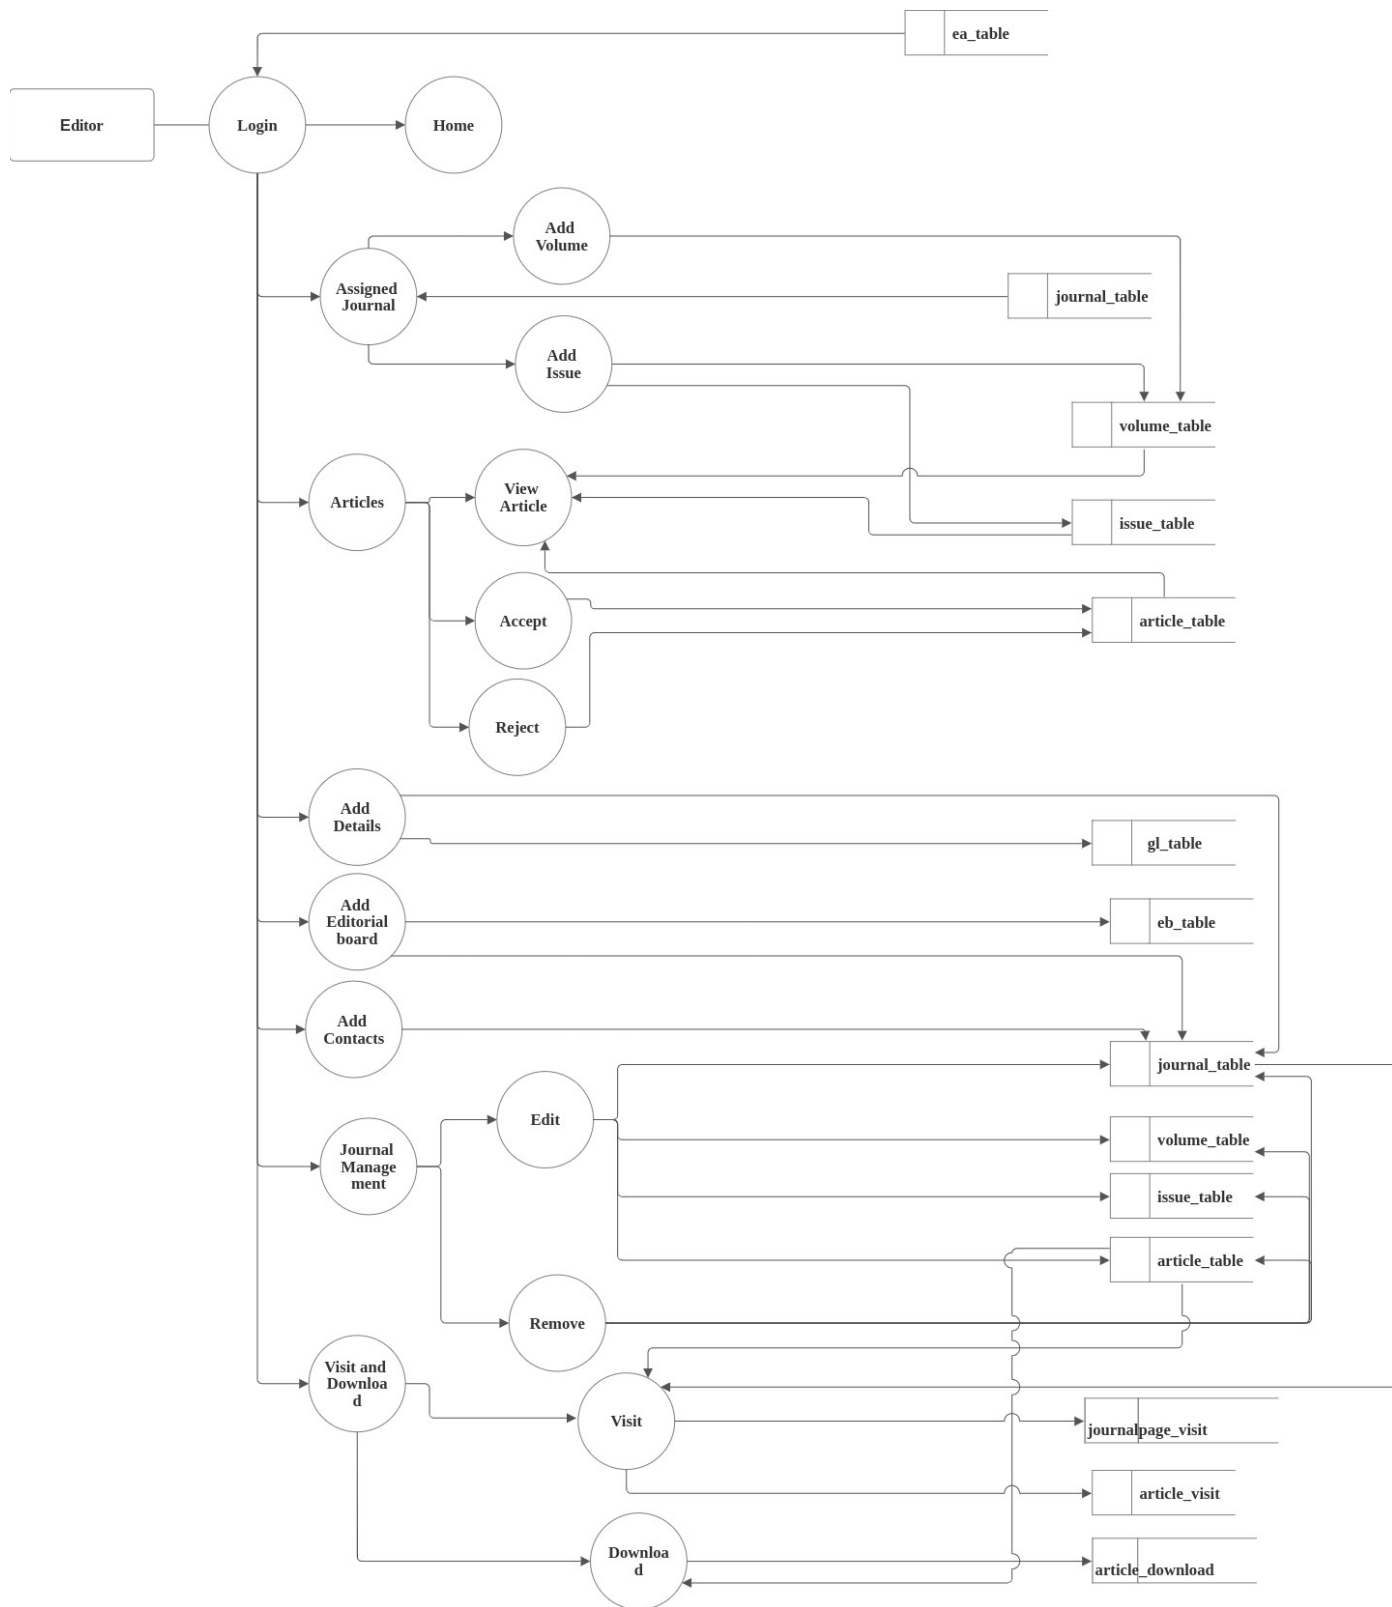 ea_table
Editor
Login
Home
Add
Volume
Assigned
Journal
journal_table
Add
Issue
volume_table
Articles
View
Article
issue_table
Accept
article_table
Reject
Add
Details
gl_table
Add
Editorial
board
eb_table
Add
Contacts
journal_table
Edit
volume_table
Journal
Manage
ment
issue_table
article_table
Remove
Visit and
Downloa
d
Visit
journalpage_visit
article_visit
Downloa
d
article_download